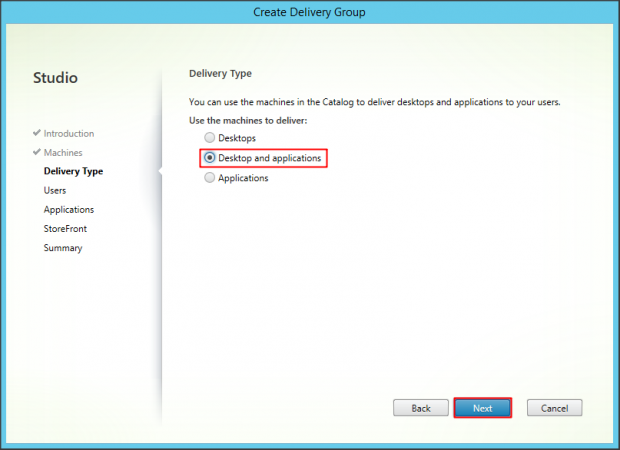 Create Delivery Group
Studio
Introduction
Machines
Delivery Type
Users
Applications
StoreFront
Summary
Delivery Type
You can use the machines in the Catalog to deliver desktops and applications to your users.
Use the machines to deliver:
Desktops
Desktop and applications
Applications
Back
Next
Cancel